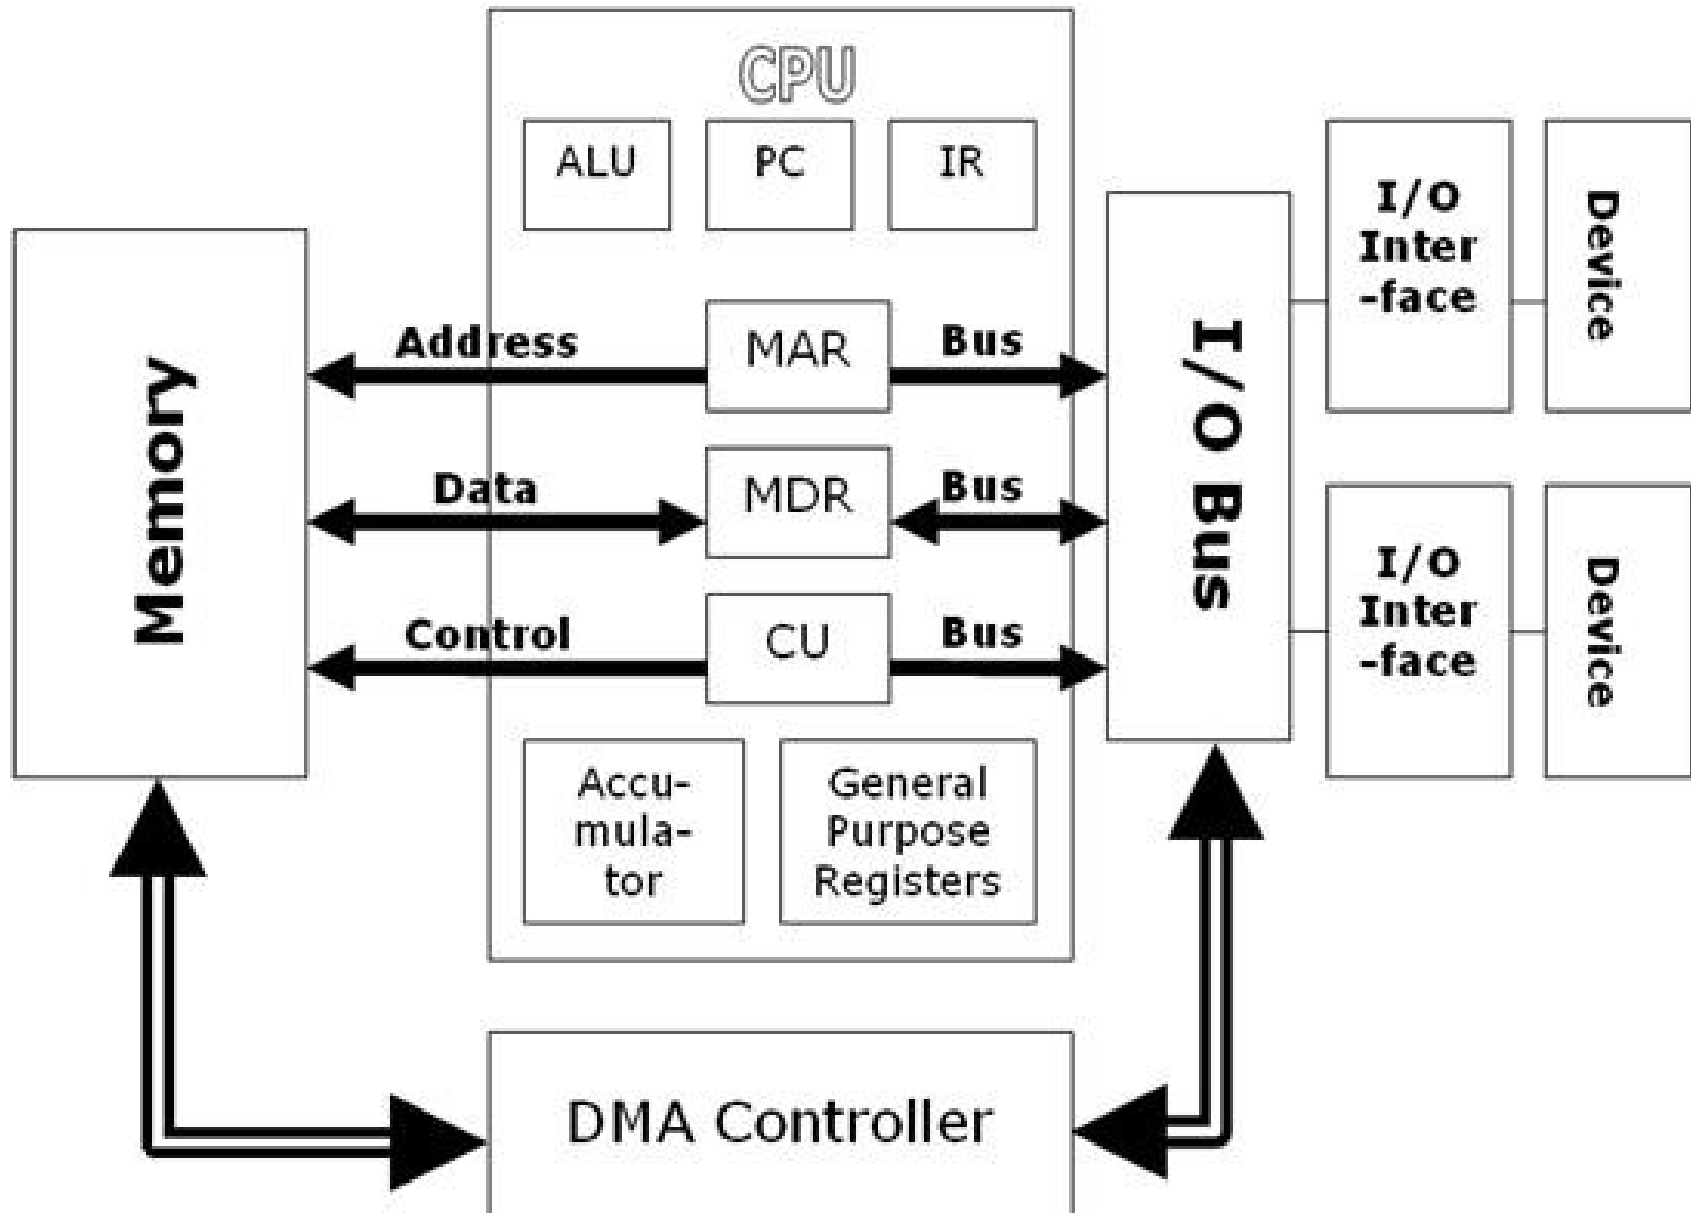 CPU
ALU
PC
IR
Memory
Address
MAR
Bus
Data
MDR
Bus
Control
CU
Bus
Accu-
mula-
tor
General
Purpose
Registers
I/O Bus
I/O
Inter
-face
Device
I/O
Inter
-face
Device
DMA Controller